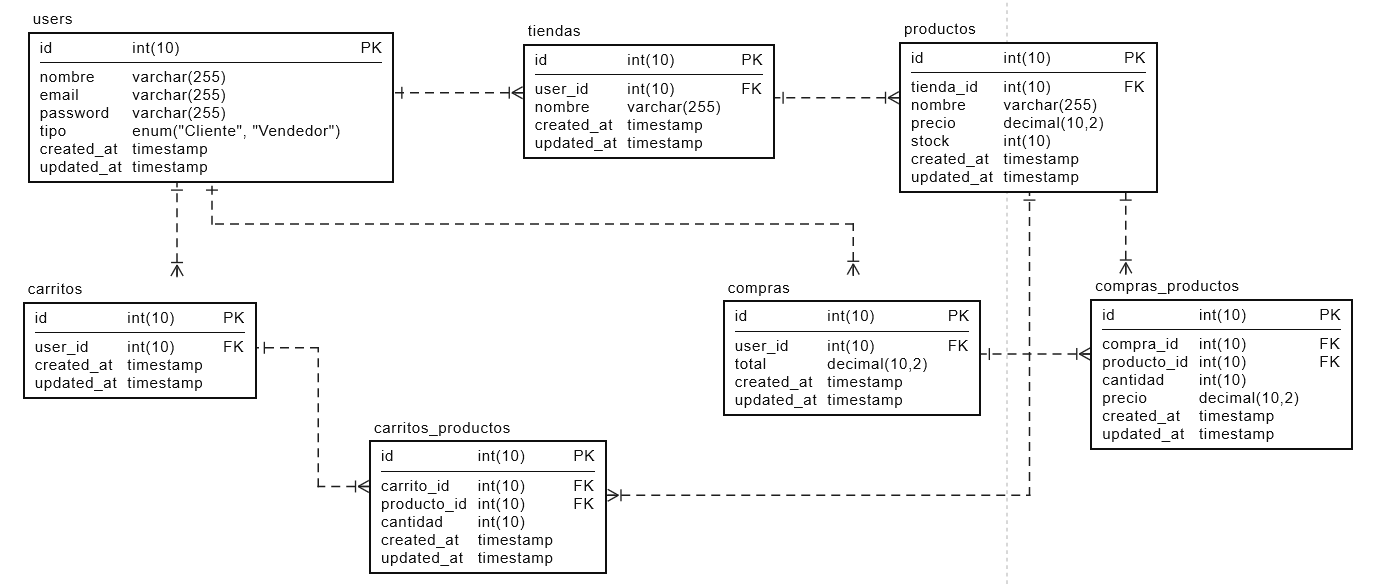 users
id int(10) PK
nombre varchar(255)
email varchar(255)
password varchar(255)
tipo enum("Cliente", "Vendedor")
created_at timestamp
updated_at timestamp
tiendas
id int(10) PK
user_id int(10) FK
nombre varchar(255)
created_at timestamp
updated_at timestamp
productos
id int(10) PK
tienda_id int(10) FK
nombre varchar(255)
precio decimal(10,2)
stock int(10)
created_at timestamp
updated_at timestamp
carritos
id int(10) PK
user_id int(10) FK
created_at timestamp
updated_at timestamp
compras
id int(10) PK
user_id int(10) FK
total decimal(10,2)
created_at timestamp
updated_at timestamp
compras_productos
id int(10) PK
compra_id int(10) FK
producto_id int(10) FK
cantidad int(10)
precio decimal(10,2)
created_at timestamp
updated_at timestamp
carritos_productos
id int(10) PK
carrito_id int(10) FK
producto_id int(10) FK
cantidad int(10)
created_at timestamp
updated_at timestamp